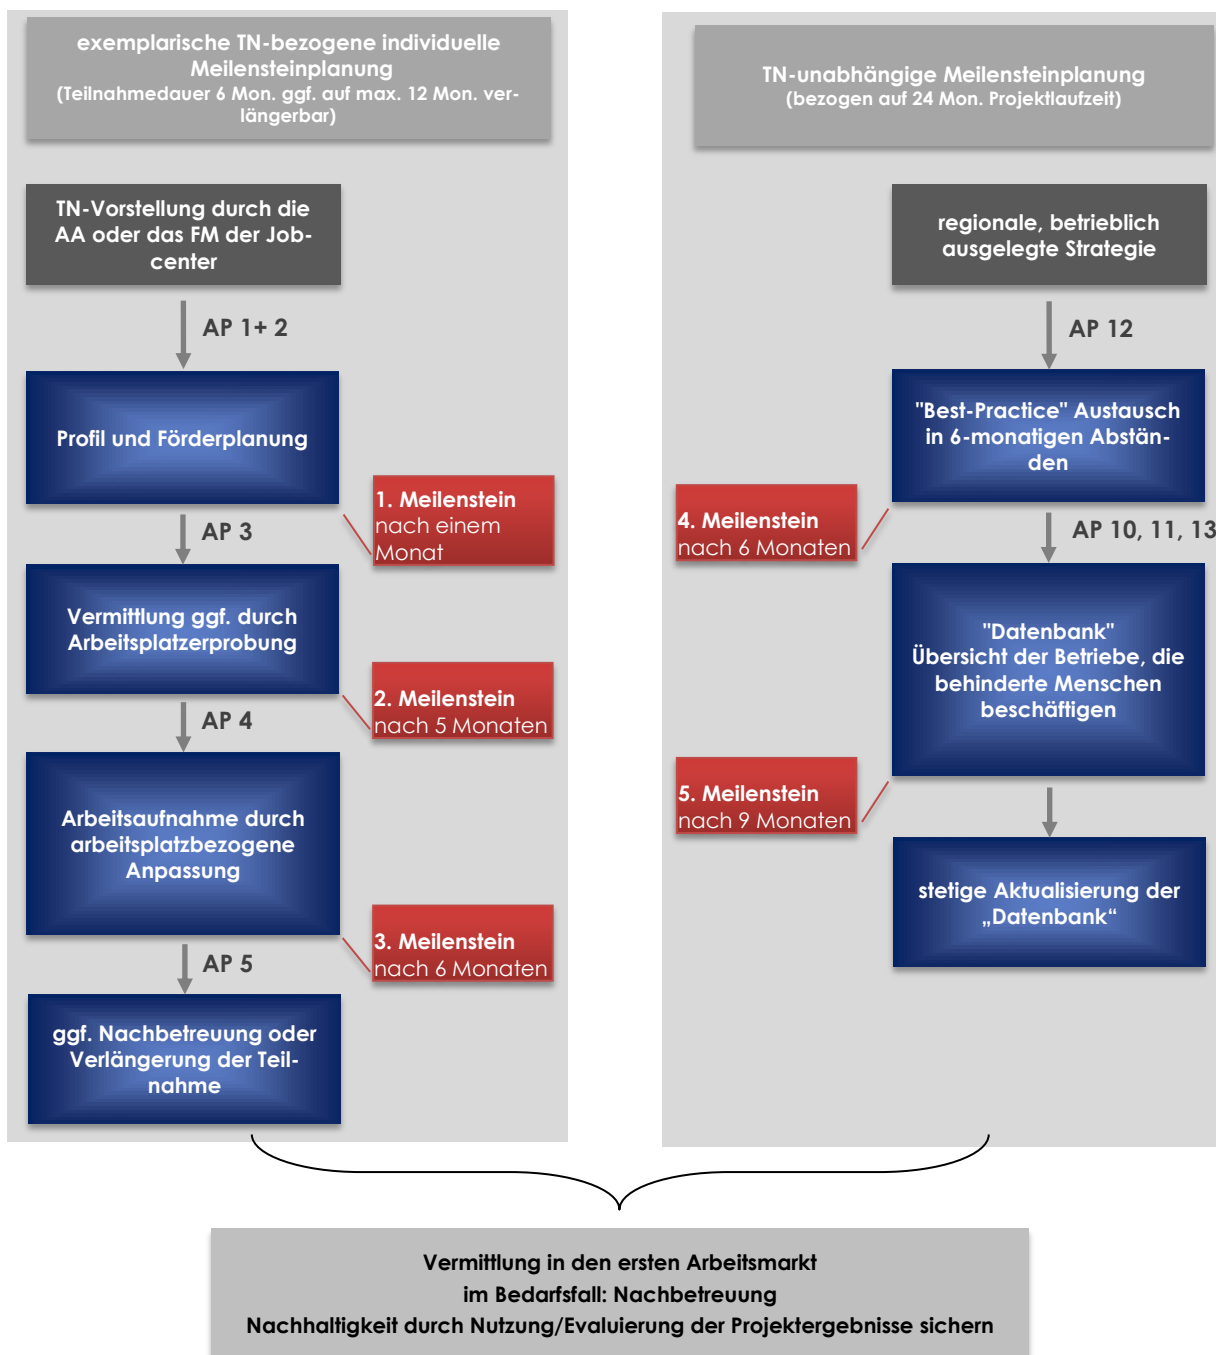 exemplarische TN-bezogene individuelle
Meilensteinplanung
(Teilnahmedauer 6 Mon. ggf. auf max. 12 Mon. ver-
längerbar)
TN-Vorstellung durch die
AA oder das FM der Job-
center
AP 1+ 2
Profil und Förderplanung
1. Meilenstein
nach einem
Monat
AP 3
Vermittlung ggf. durch
Arbeitsplatzerprobung
2. Meilenstein
nach 5 Monaten
AP 4
Arbeitsaufnahme durch
arbeitsplatzbezogene
Anpassung
3. Meilenstein
nach 6 Monaten
AP 5
ggf. Nachbetreuung oder
Verlängerung der Teil-
nahme
TN-unabhängige Meilensteinplanung
(bezogen auf 24 Mon. Projektlaufzeit)
regionale, betrieblich
ausgelegte Strategie
AP 12
"Best-Practice" Austausch
in 6-monatigen Abstän-
den
4. Meilenstein
nach 6 Monaten
AP 10, 11, 13
"Datenbank"
Übersicht der Betriebe, die
behinderte Menschen
beschäftigen
5. Meilenstein
nach 9 Monaten
stetige Aktualisierung der
„Datenbank“
Vermittlung in den ersten Arbeitsmarkt
im Bedarfsfall: Nachbetreuung
Nachhaltigkeit durch Nutzung/Evaluierung der Projektergebnisse sichern